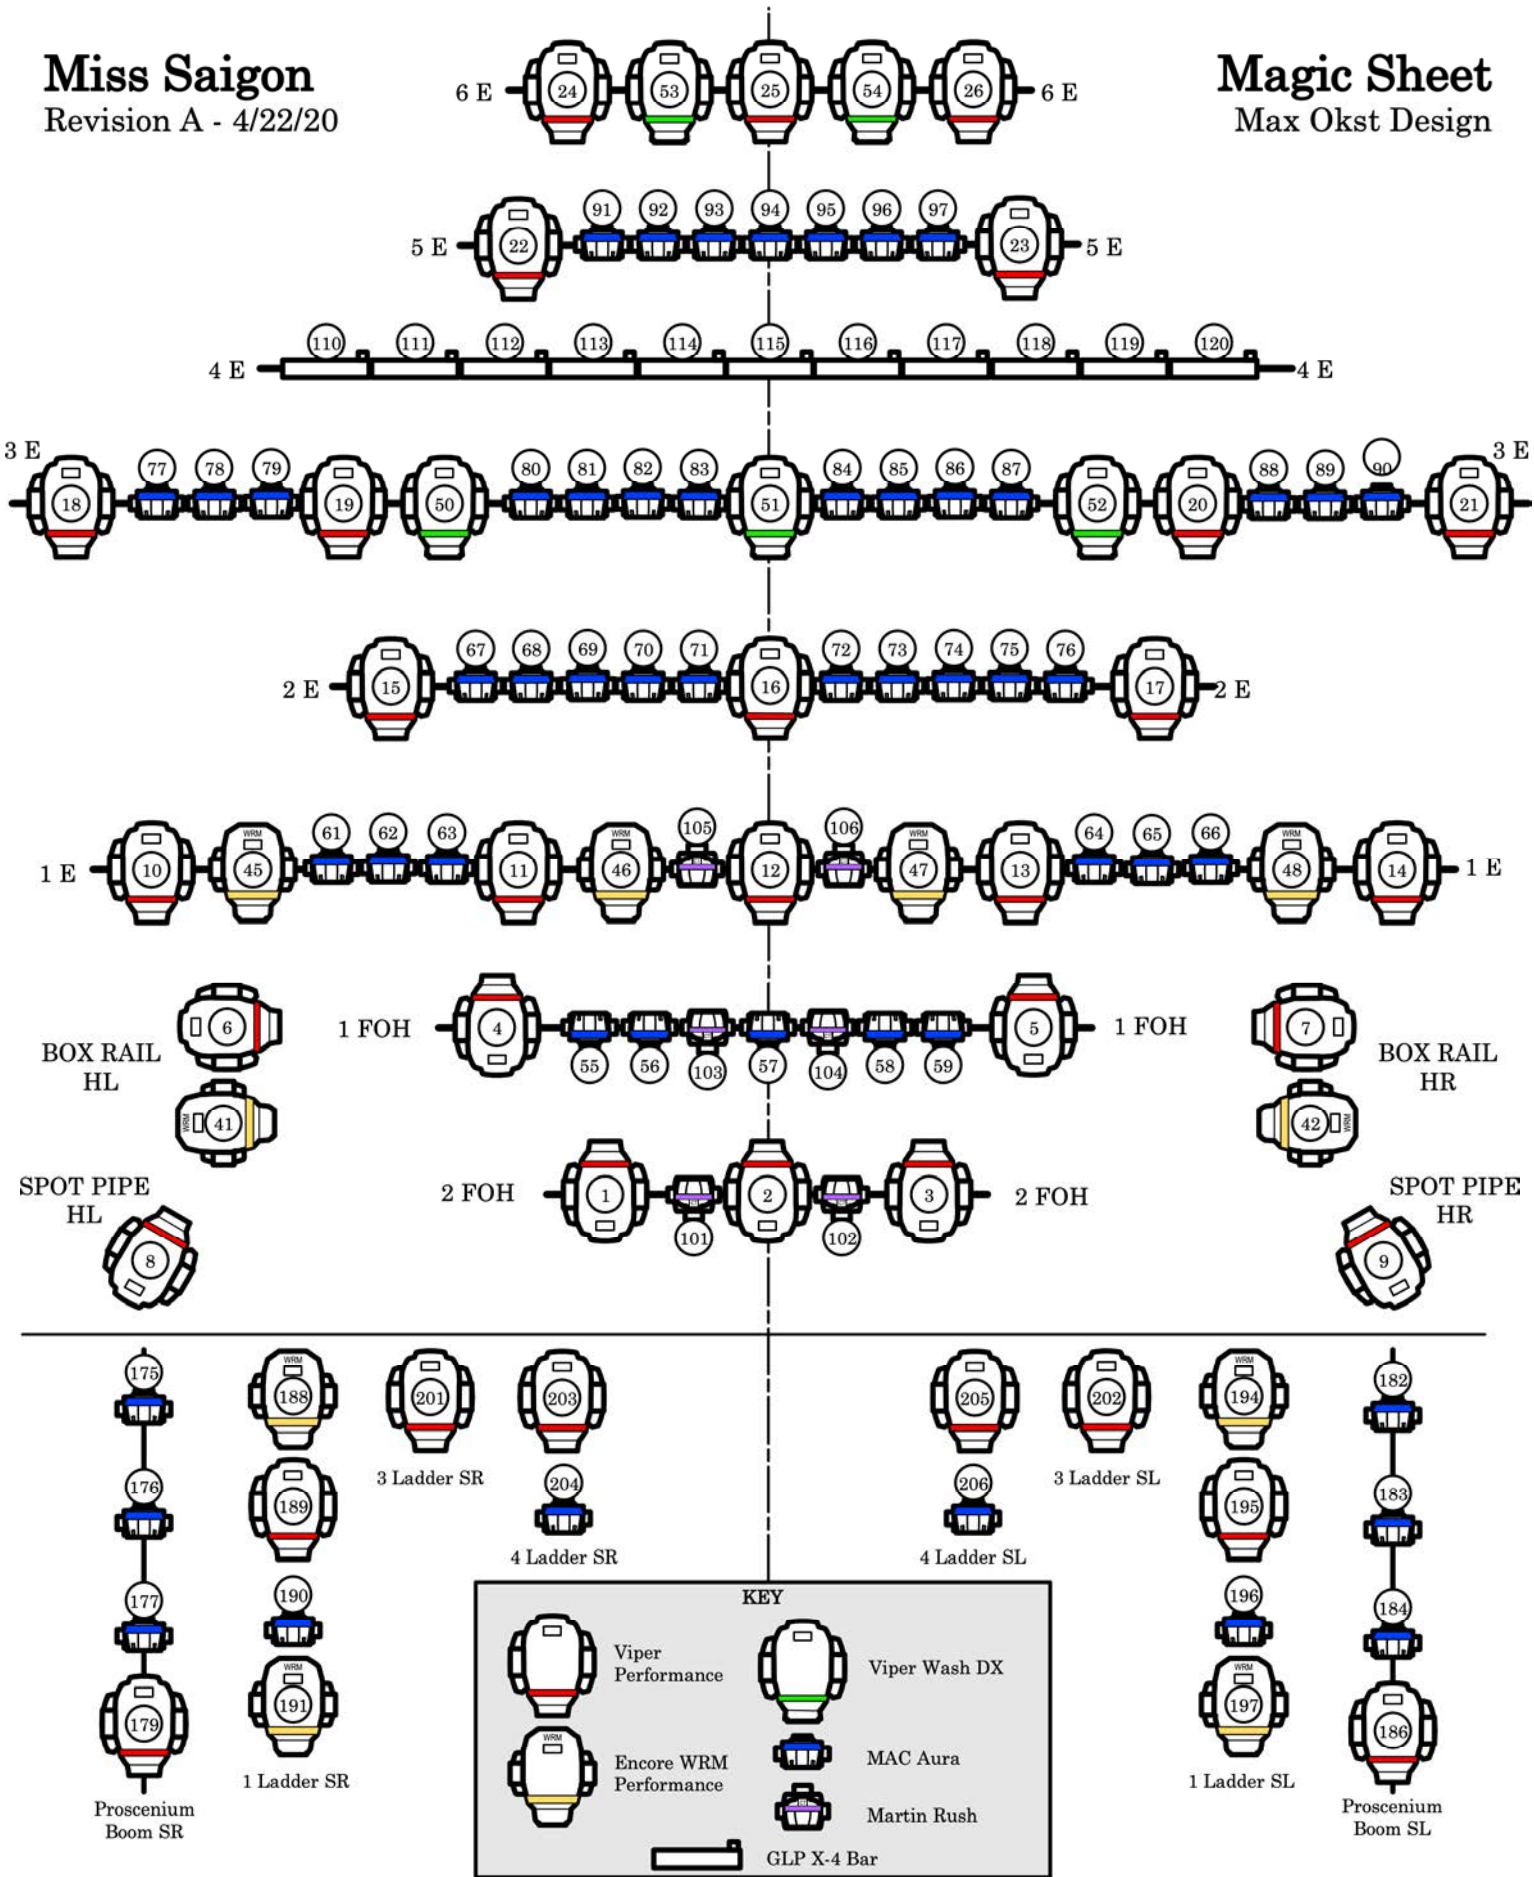 Miss Saigon
Revision A - 4/22/20
Magic Sheet
Max Okst Design
6 E 24 53 25 54 26 6 E
91 92 93 94 95 96 97
5 E 22 23 5 E
110 111 112 113 114 115 116 117 118 119 120
4 E 4 E
3 E 3 E
77 78 79 80 81 82 83 84 85 86 87 88 89 90
18 19 50 51 52 20 21
67 68 69 70 71 72 73 74 75 76
2 E 15 16 17 2 E
105 106
61 62 63 64 65 66
WRM WRM WRM WRM
1 E 10 45 11 46 12 47 13 48 14 1 E
6 1 FOH 4 5 1 FOH 7
BOX RAIL
HL
BOX RAIL
HR
55 56 103 57 104 58 59
WRM 41 42 WRM
SPOT PIPE
HL
SPOT PIPE
HR
2 FOH 1 2 3 2 FOH
101 102
8 9
175
WRM
188
201
203
205
202
WRM
194
182
3 Ladder SR
3 Ladder SL
176
189
204
206
195
183
4 Ladder SR
4 Ladder SL
177
190
196
184
179
WRM
191
WRM
197
186
1 Ladder SR
1 Ladder SL
Proscenium
Boom SR
Proscenium
Boom SL
KEY
Viper
Performance
Viper Wash DX
WRM
Encore WRM
Performance
MAC Aura
Martin Rush
GLP X-4 Bar